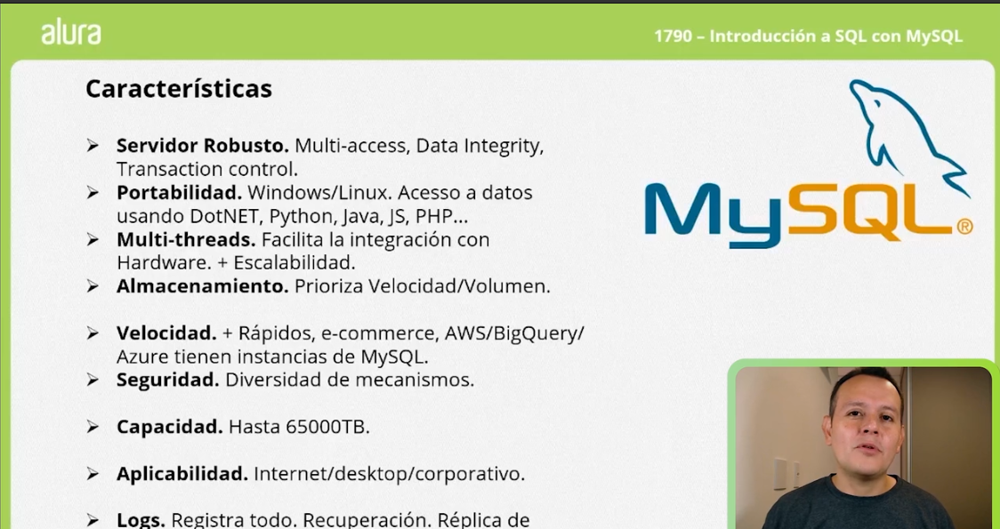 alura
1790 – Introducción a SQL con MySQL
Características
➢ Servidor Robusto. Multi-access, Data Integrity,
Transaction control.
➢ Portabilidad. Windows/Linux. Acesso a datos
usando DotNET, Python, Java, JS, PHP...
➢ Multi-threads. Facilita la integración con
Hardware. + Escalabilidad.
➢ Almacenamiento. Prioriza Velocidad/Volumen.
➢ Velocidad. + Rápidos, e-commerce, AWS/BigQuery/
Azure tienen instancias de MySQL.
➢ Seguridad. Diversidad de mecanismos.
➢ Capacidad. Hasta 65000TB.
➢ Aplicabilidad. Internet/desktop/corporativo.
➢ Logs. Registra todo. Recuperación. Réplica de
MySQL®